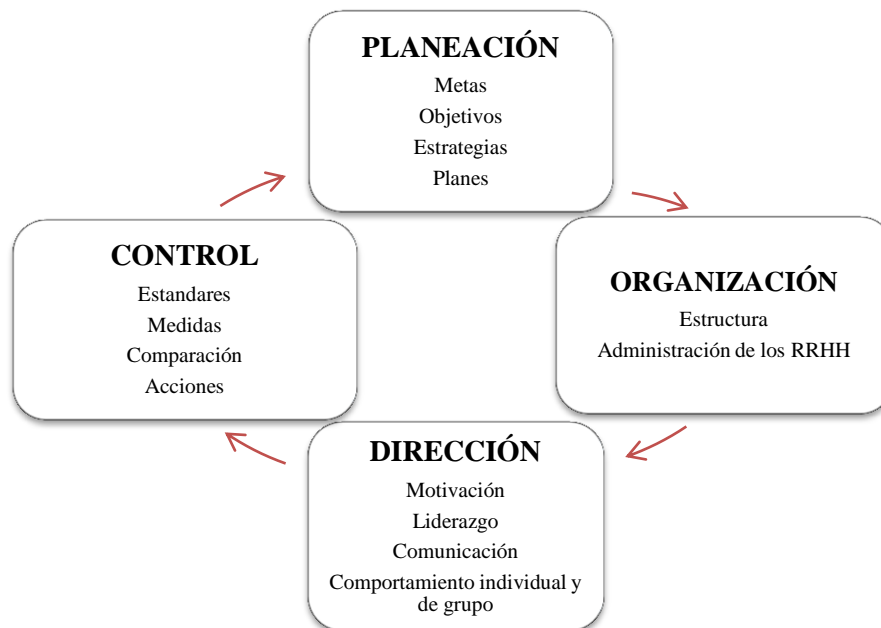 PLANEACIÓN
Metas
Objetivos
Estrategias
Planes
CONTROL
Estandares
Medidas
Comparación
Acciones
ORGANIZACIÓN
Estructura
Administración de los RRHH
DIRECCIÓN
Motivación
Liderazgo
Comunicación
Comportamiento individual y
de grupo